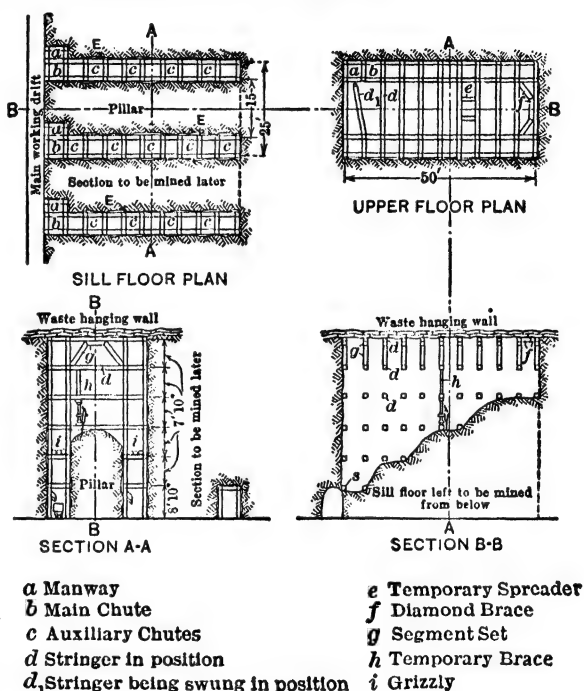 A
E
a
b c c c c c
B
Main working drift
Pillar
15'
25'
a
E
b c c c c c
Section to be mined later
a
E
b c c c c c
A
SILL FLOOR PLAN
A
a b
d₁ d
e
f
B
50'
UPPER FLOOR PLAN
A
B
Waste hanging wall
g
d
h
i i
Pillar
7' 10"
8' 10"
Section to be mined later
B
SECTION A-A
Waste hanging wall
g d f
d
h
d
s
Sill floor left to be mined
from below
A
SECTION B-B
a Manway
b Main Chute
c Auxiliary Chutes
d Stringer in position
d₁ Stringer being swung in position
e Temporary Spreader
f Diamond Brace
g Segment Set
h Temporary Brace
i Grizzly